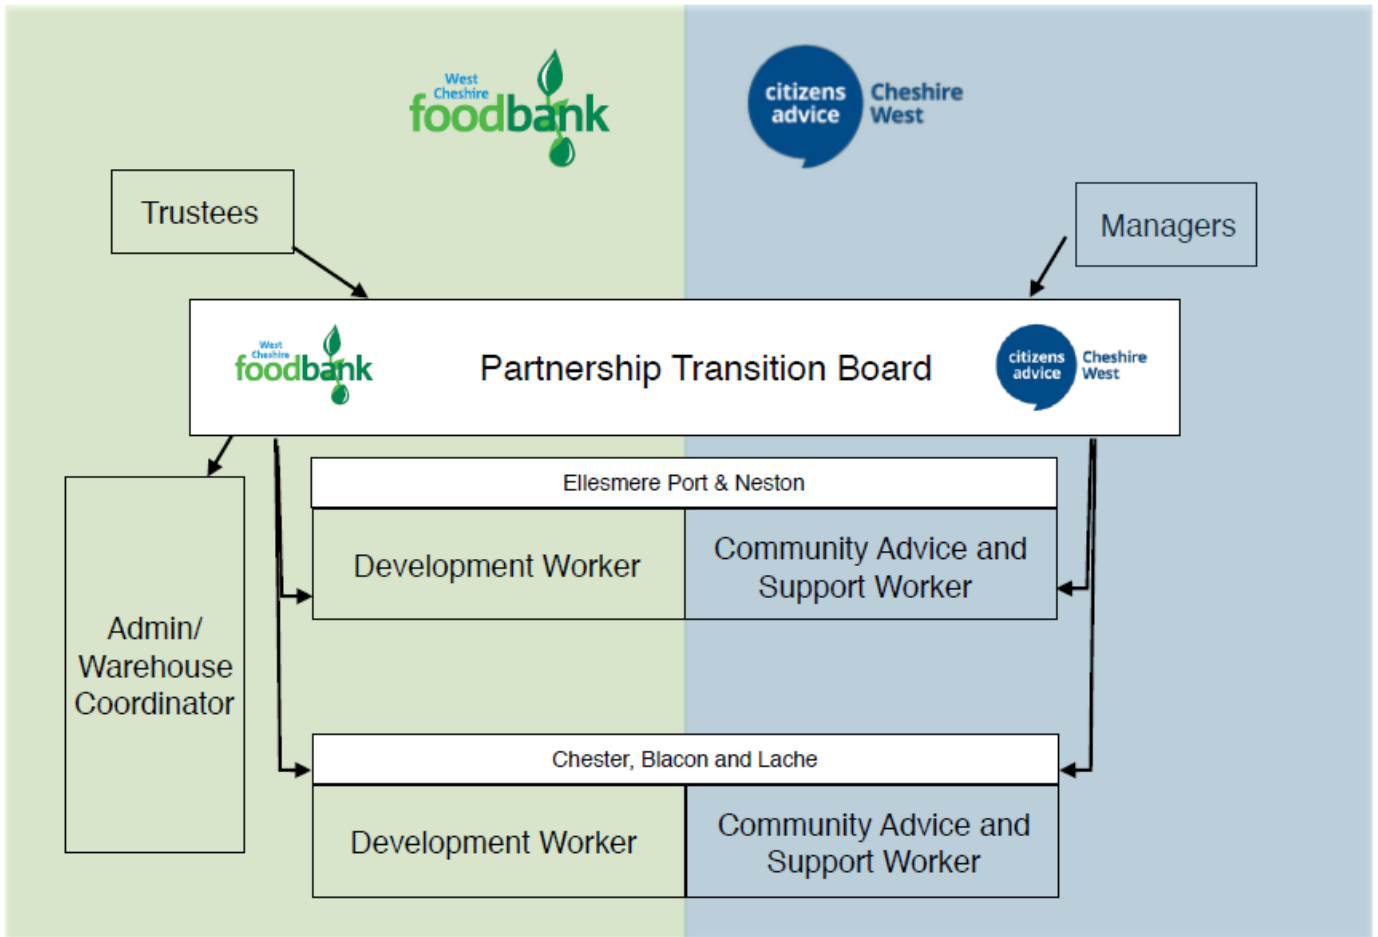 West
Cheshire
foodbank
citizens
advice
Cheshire
West
Trustees
Managers
West
Cheshire
foodbank
Partnership Transition Board
citizens
advice
Cheshire
West
Ellesmere Port & Neston
Development Worker
Community Advice and
Support Worker
Admin/
Warehouse
Coordinator
Chester, Blacon and Lache
Development Worker
Community Advice and
Support Worker